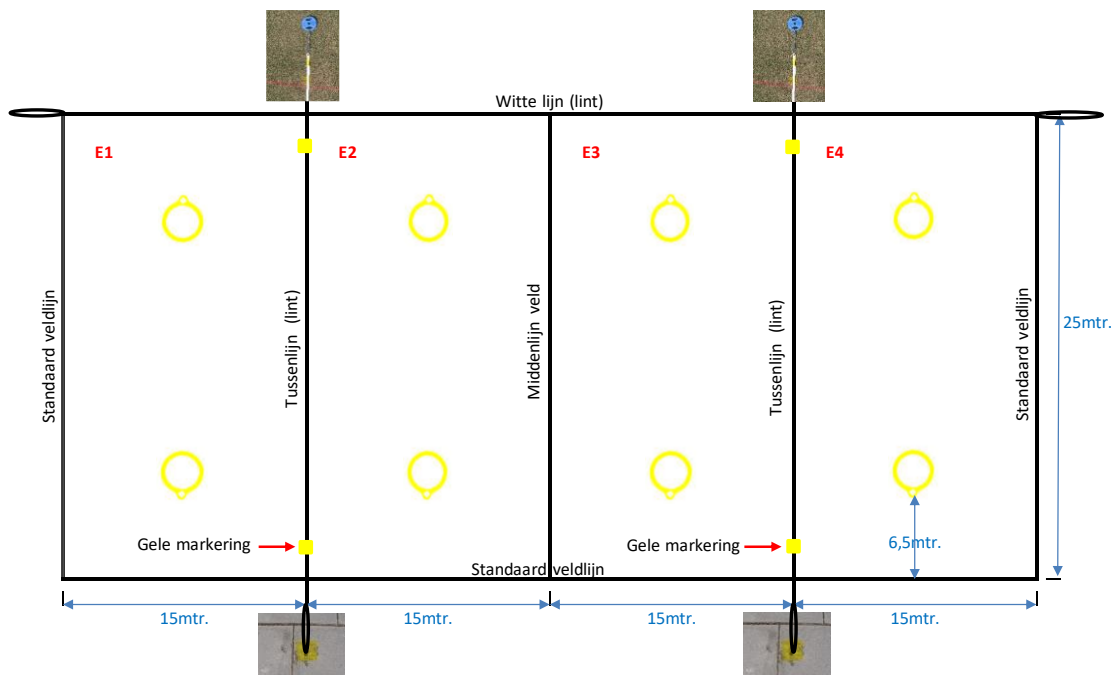 Witte lijn (lint)
E1
E2
E3
E4
Standaard veldlijn
Tussenlijn (lint)
Middenlijn veld
Tussenlijn (lint)
Standaard veldlijn
25mtr.
Gele markering
Gele markering
6,5mtr.
Standaard veldlijn
15mtr.
15mtr.
15mtr.
15mtr.